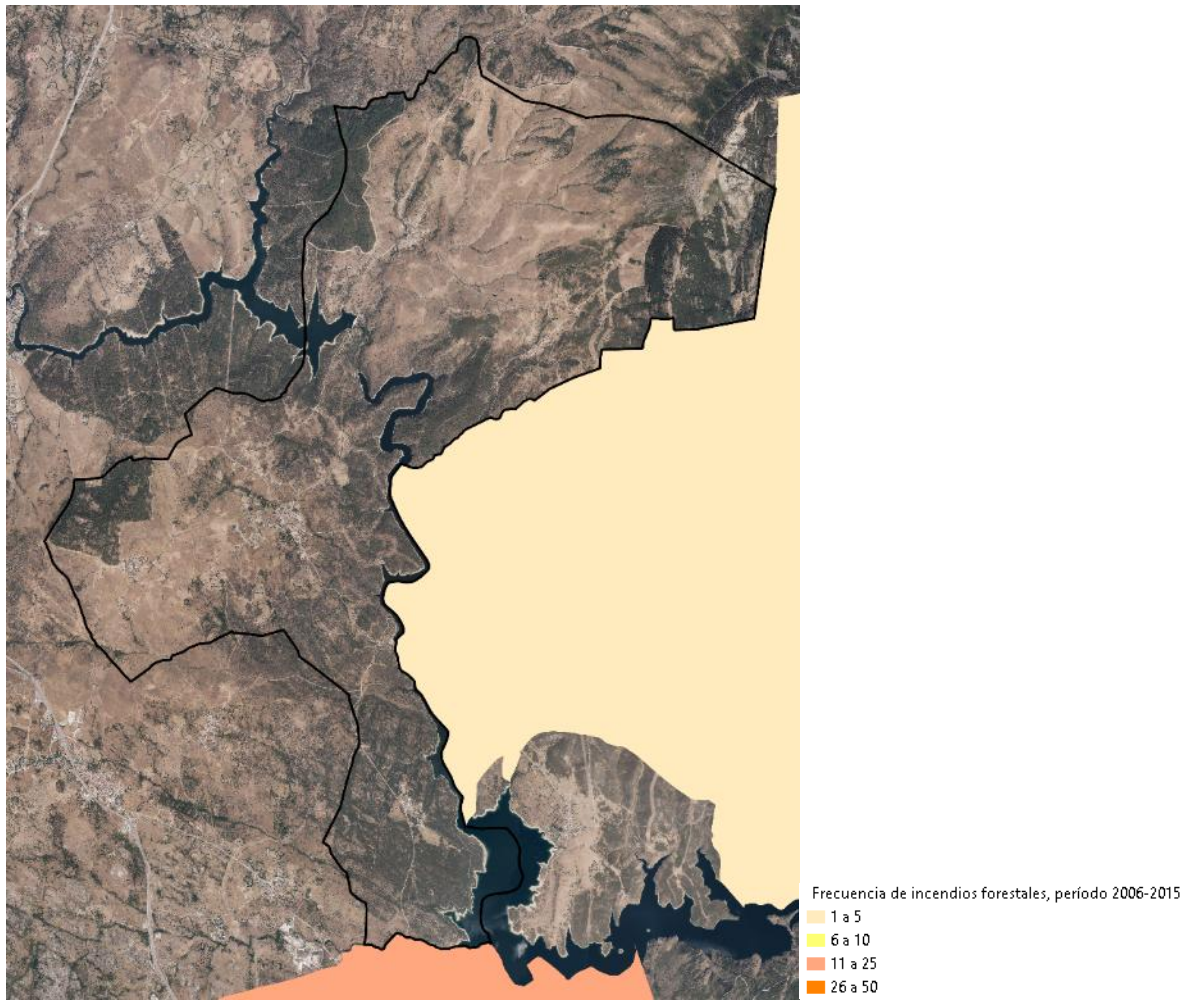 Frecuencia de incendios forestales, período 2006-2015
1 a 5
6 a 10
11 a 25
26 a 50